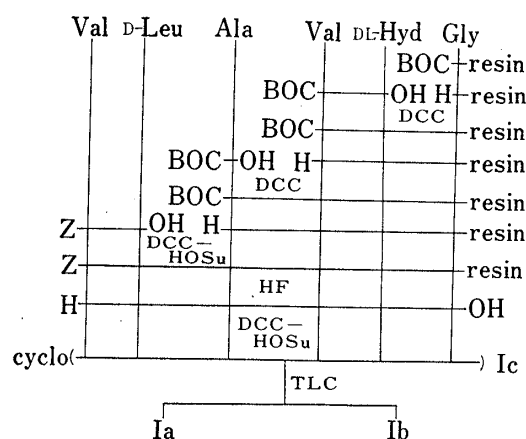 Val D-Leu Ala Val DL-Hyd Gly
BOC resin
BOC OH H resin
DCC
BOC resin
BOC OH H resin
DCC
BOC resin
Z OH H resin
DCC–
HOSu
Z resin
HF
H OH
DCC–
HOSu
cyclo( ) Ic
TLC
Ia Ib